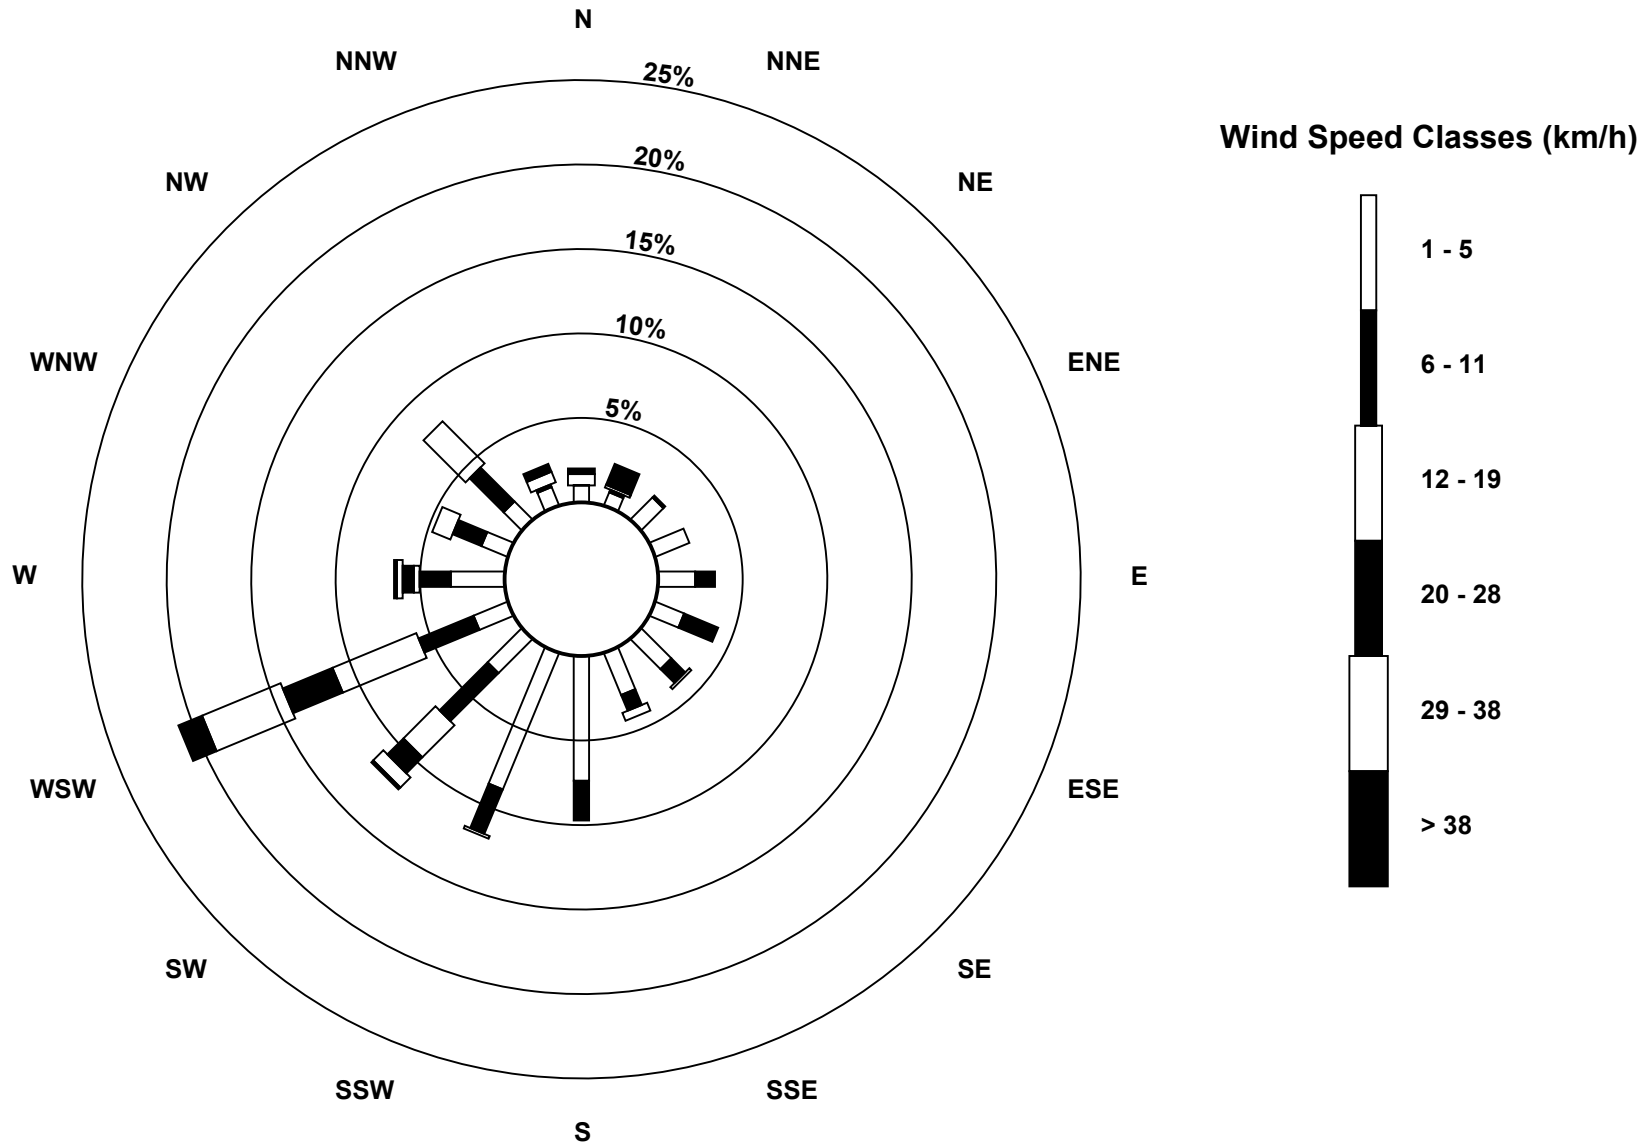 N
NNW
NNE
25%
Wind Speed Classes (km/h)
20%
NW
NE
15%
1 - 5
10%
WNW
ENE
6 - 11
5%
12 - 19
W
E
20 - 28
29 - 38
WSW
ESE
> 38
SW
SE
SSW
SSE
S